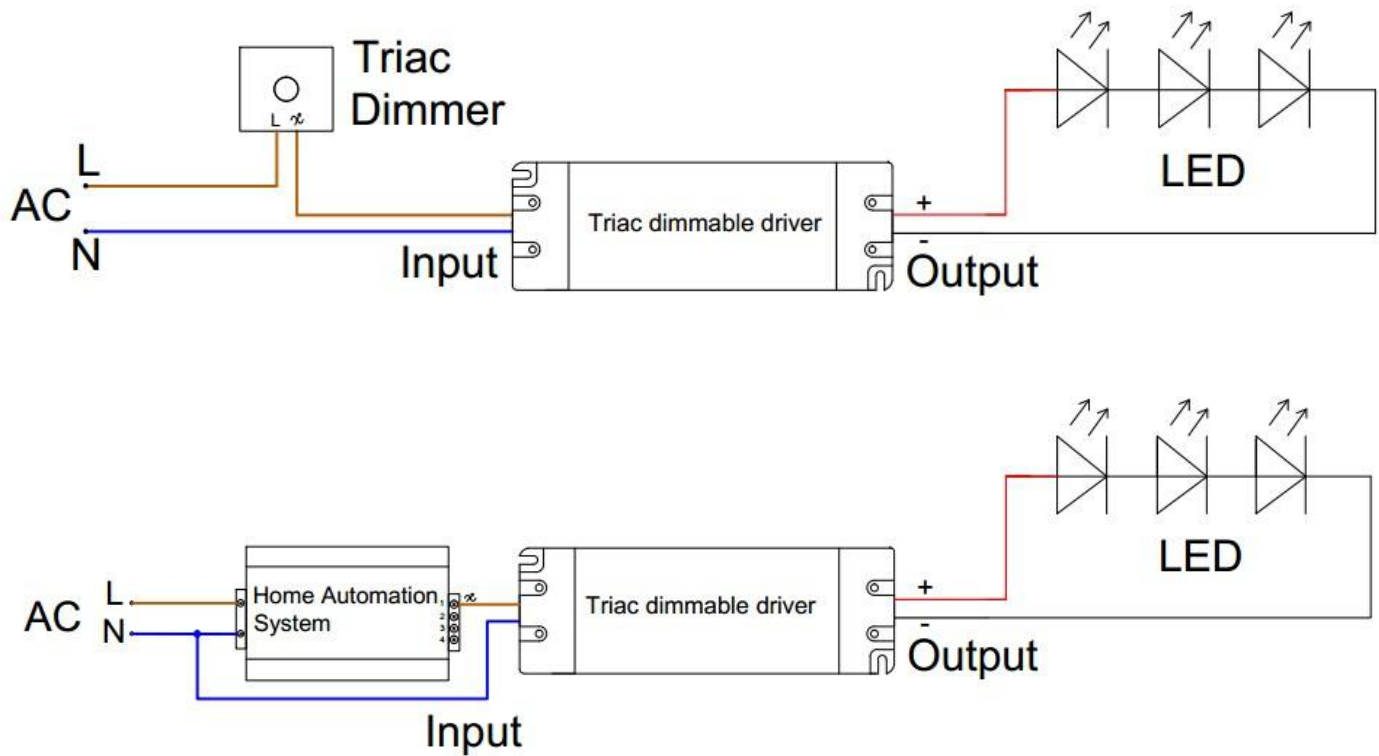 Triac
Dimmer
L 𝓍
L
AC
N
Input
Triac dimmable driver
+
-
Output
LED
L
AC
N
Home Automation
System
1
2
3
4
𝓍
Input
Triac dimmable driver
+
-
Output
LED